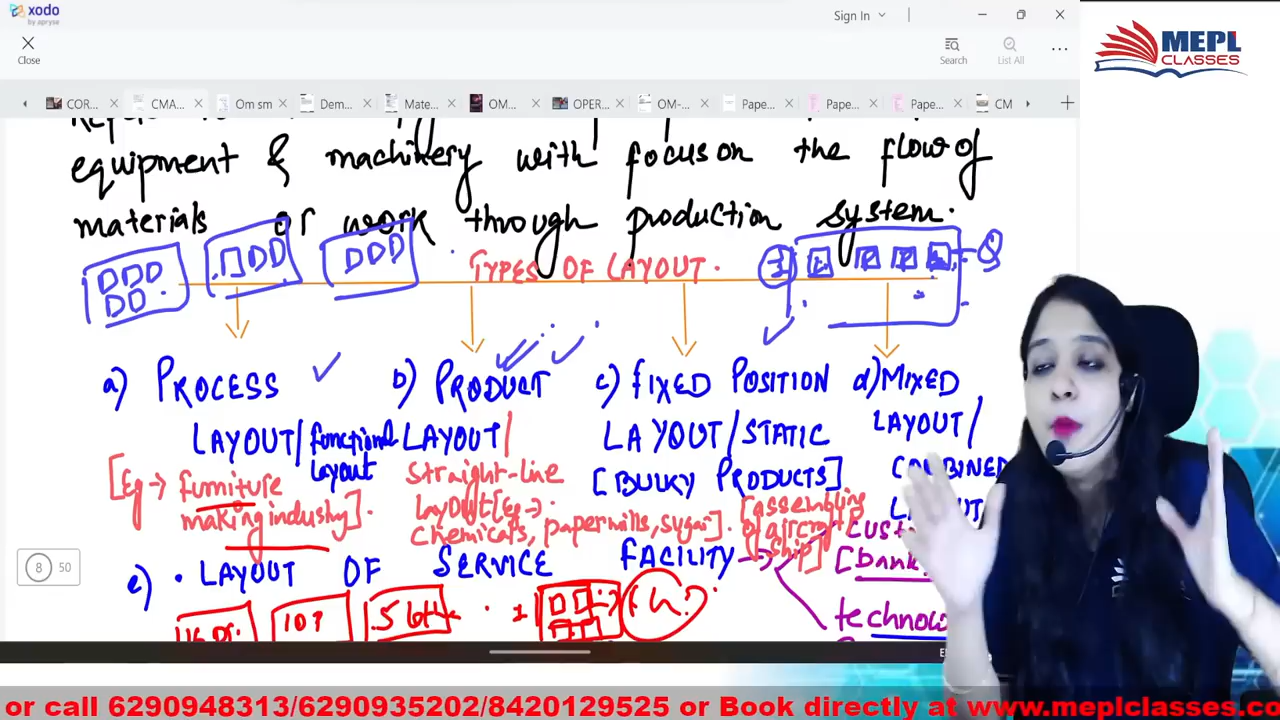 xodo
by apryse
Sign In
Close
Search
List All
COR...
CMA...
Om sm
Dem...
Mate...
OM...
OPER...
OM-...
Pape...
Pape...
Pape...
CM
MEPL
CLASSES
equipment & machinery with focus on the flow of
materials or work through production system.
TYPES OF LAYOUT.
a) PROCESS LAYOUT/functional layout
[Eg → furniture
making industry].
b) PRODUCT LAYOUT/
Straight-line
Layout [Eg →
chemicals, papermills, sugar].
c) FIXED POSITION
LAYOUT/STATIC
[BULKY PRODUCTS]
[assembling
of aircraft
ship]
d) MIXED
LAYOUT/
COMBINED
LAYOUT
e) • LAYOUT OF SERVICE FACILITY →
[bank
8 50
or call 6290948313/6290935202/8420129525 or Book directly at www.meplclasses.co